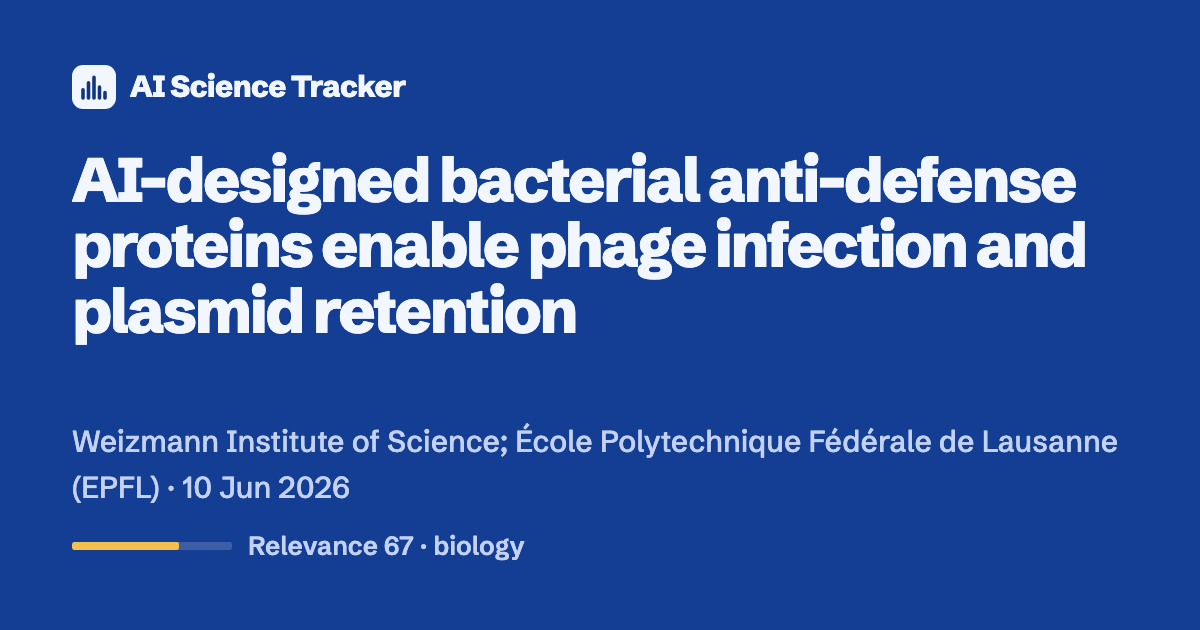 AI Science Tracker
AI-designed bacterial anti-defense
proteins enable phage infection and
plasmid retention
Weizmann Institute of Science; École Polytechnique Fédérale de Lausanne
(EPFL) · 10 Jun 2026
Relevance 67 · biology